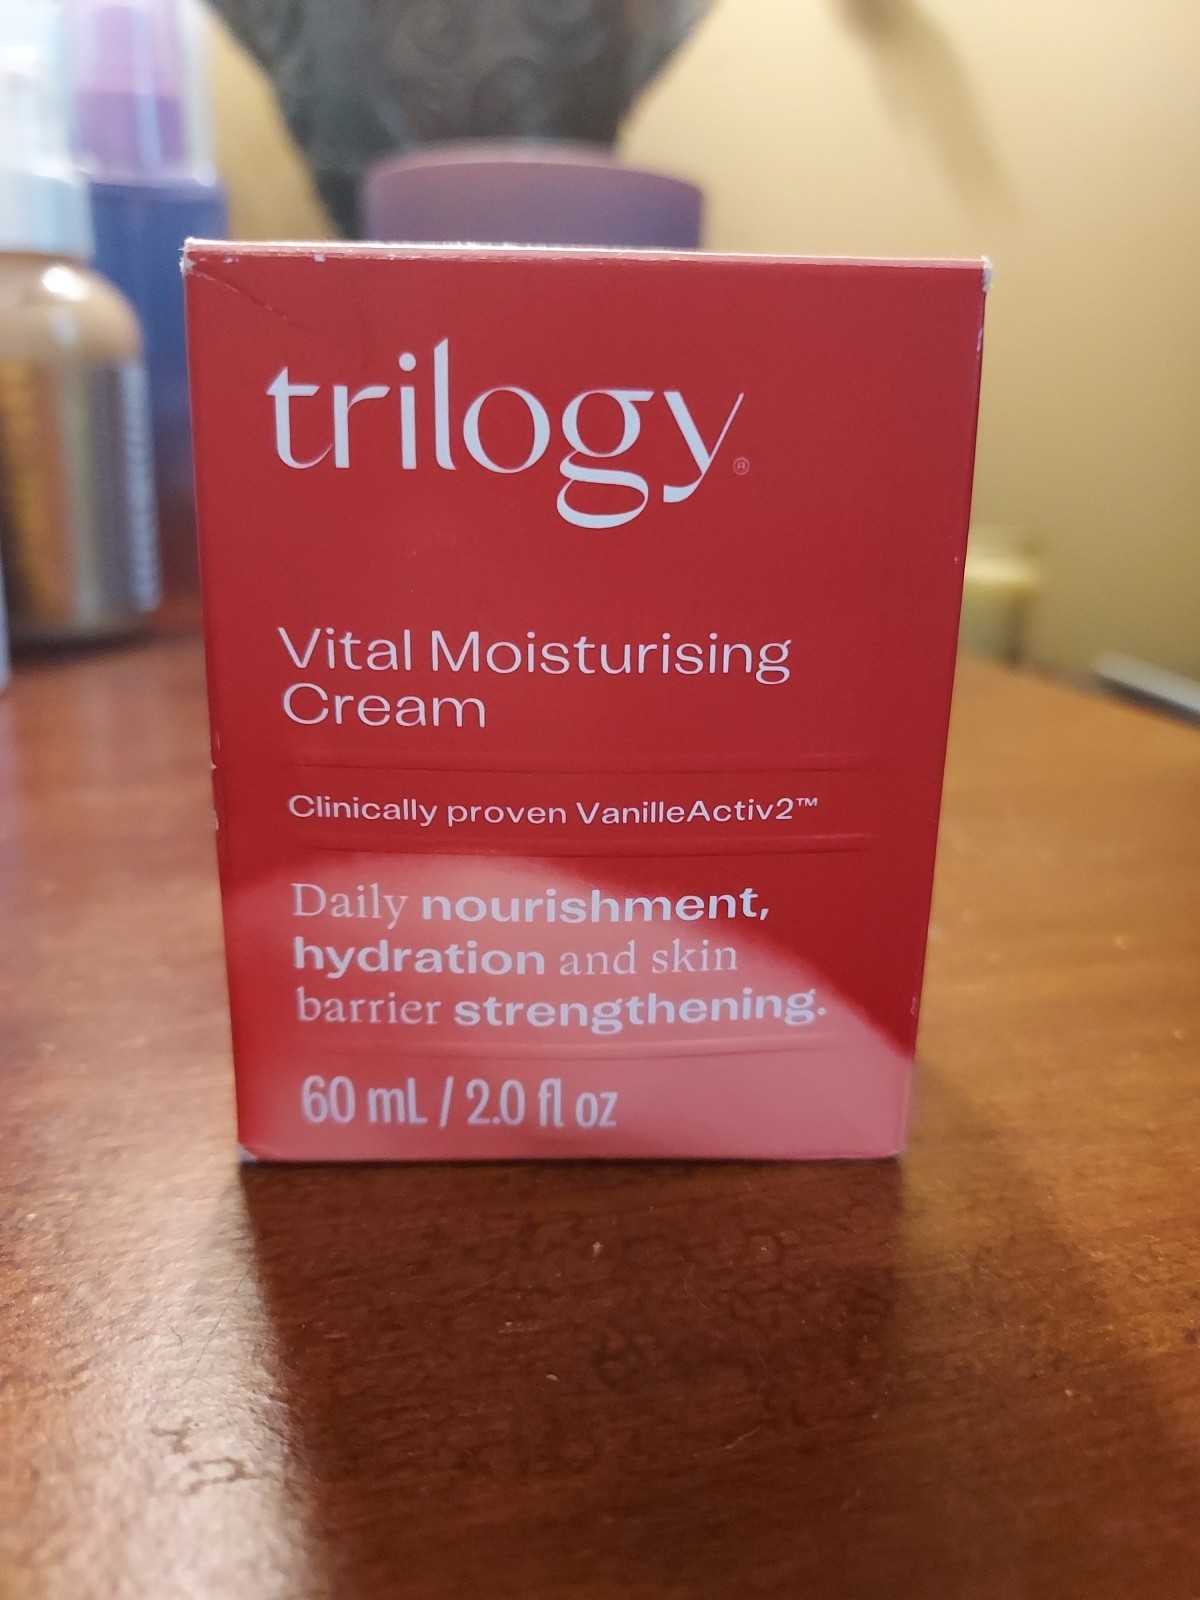 trilogy®
Vital Moisturising
Cream
Clinically proven VanilleActiv2™
Daily nourishment,
hydration and skin
barrier strengthening.
60 mL / 2.0 fl oz